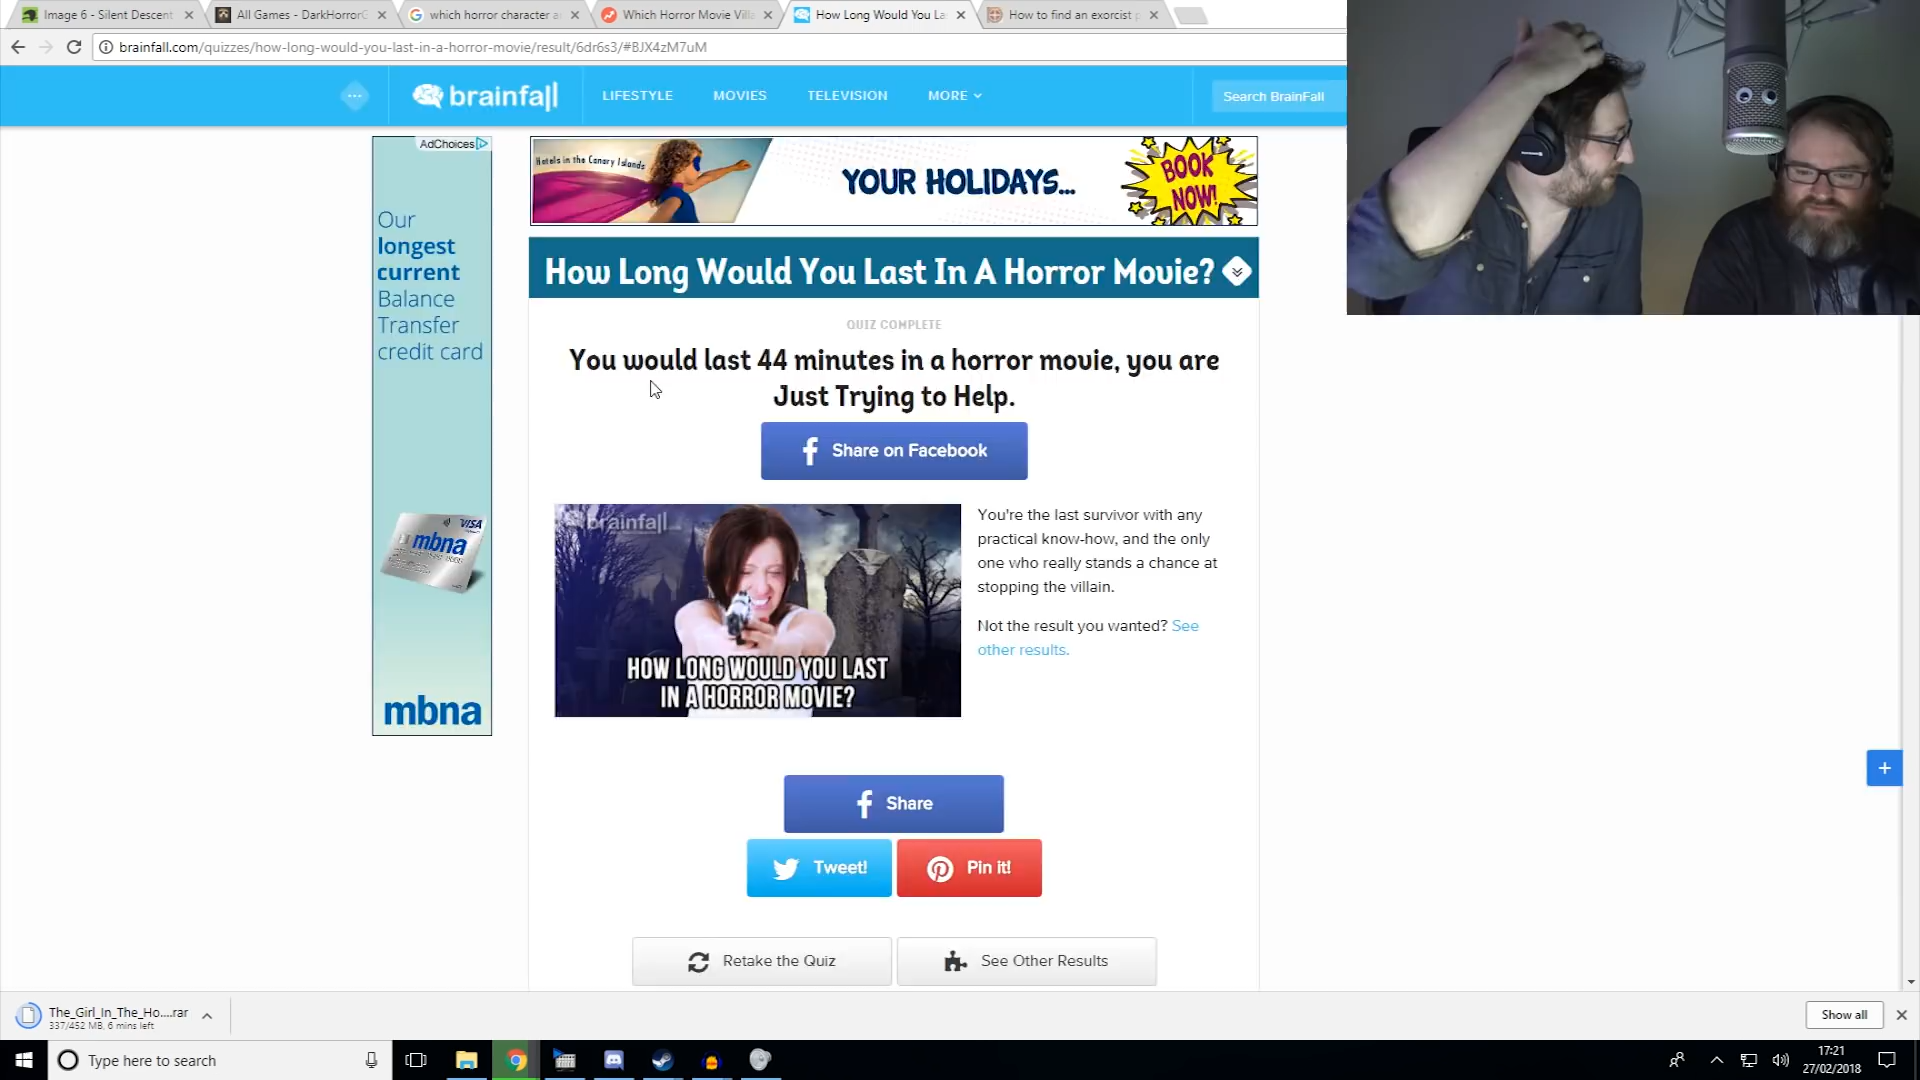 Image 6 - Silent Descent
All Games - DarkHorror
which horror character a
Which Horror Movie Villa
How Long Would You La
How to find an exorcist p
brainfall.com/quizzes/how-long-would-you-last-in-a-horror-movie/result/6dr6s3/#BJX4zM7uM
brainfall
LIFESTYLE
MOVIES
TELEVISION
MORE
Search BrainFall
AdChoices
Our
longest
current
Balance
Transfer
credit card
VISA
mbna
mbna
Hotels in the Canary Islands
YOUR HOLIDAYS...
BOOK
NOW!
How Long Would You Last In A Horror Movie?
QUIZ COMPLETE
You would last 44 minutes in a horror movie, you are
Just Trying to Help.
Share on Facebook
brainfall
HOW LONG WOULD YOU LAST
IN A HORROR MOVIE?
You're the last survivor with any
practical know-how, and the only
one who really stands a chance at
stopping the villain.
Not the result you wanted? See
other results.
Share
Tweet!
Pin it!
Retake the Quiz
See Other Results
The_Girl_In_The_Ho....rar
337/452 MB, 6 mins left
Show all
Type here to search
17:21
27/02/2018